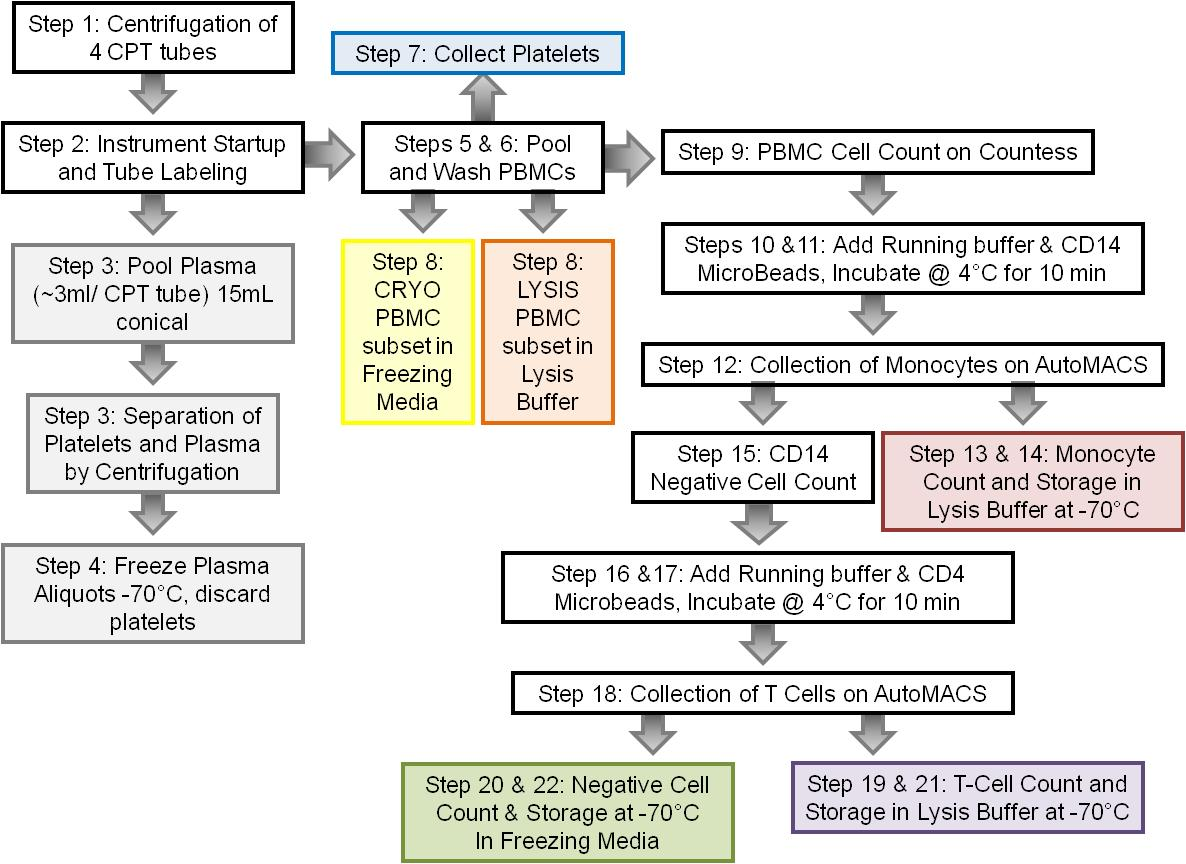 Step 1: Centrifugation of
4 CPT tubes
Step 7: Collect Platelets
Step 2: Instrument Startup
and Tube Labeling
Steps 5 & 6: Pool
and Wash PBMCs
Step 9: PBMC Cell Count on Countess
Step 3: Pool Plasma
(~3ml/ CPT tube) 15mL
conical
Step 8:
CRYO
PBMC
subset in
Freezing
Media
Step 8:
LYSIS
PBMC
subset in
Lysis
Buffer
Steps 10 &11: Add Running buffer & CD14
MicroBeads, Incubate @ 4°C for 10 min
Step 12: Collection of Monocytes on AutoMACS
Step 3: Separation of
Platelets and Plasma
by Centrifugation
Step 15: CD14
Negative Cell Count
Step 13 & 14: Monocyte
Count and Storage in
Lysis Buffer at -70°C
Step 4: Freeze Plasma
Aliquots -70°C, discard
platelets
Step 16 &17: Add Running buffer & CD4
Microbeads, Incubate @ 4°C for 10 min
Step 18: Collection of T Cells on AutoMACS
Step 20 & 22: Negative Cell
Count & Storage at -70°C
In Freezing Media
Step 19 & 21: T-Cell Count and
Storage in Lysis Buffer at -70°C